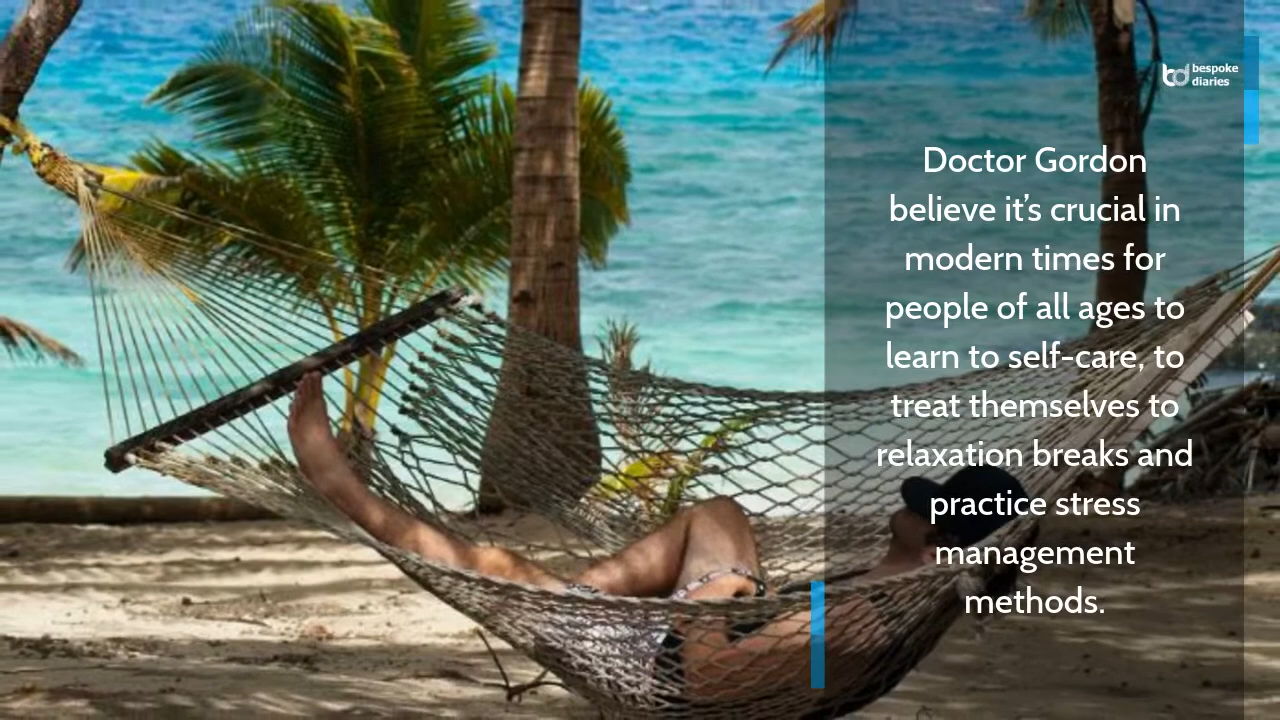 bespoke
diaries
Doctor Gordon
believe it’s crucial in
modern times for
people of all ages to
learn to self-care, to
treat themselves to
relaxation breaks and
practice stress
management
methods.